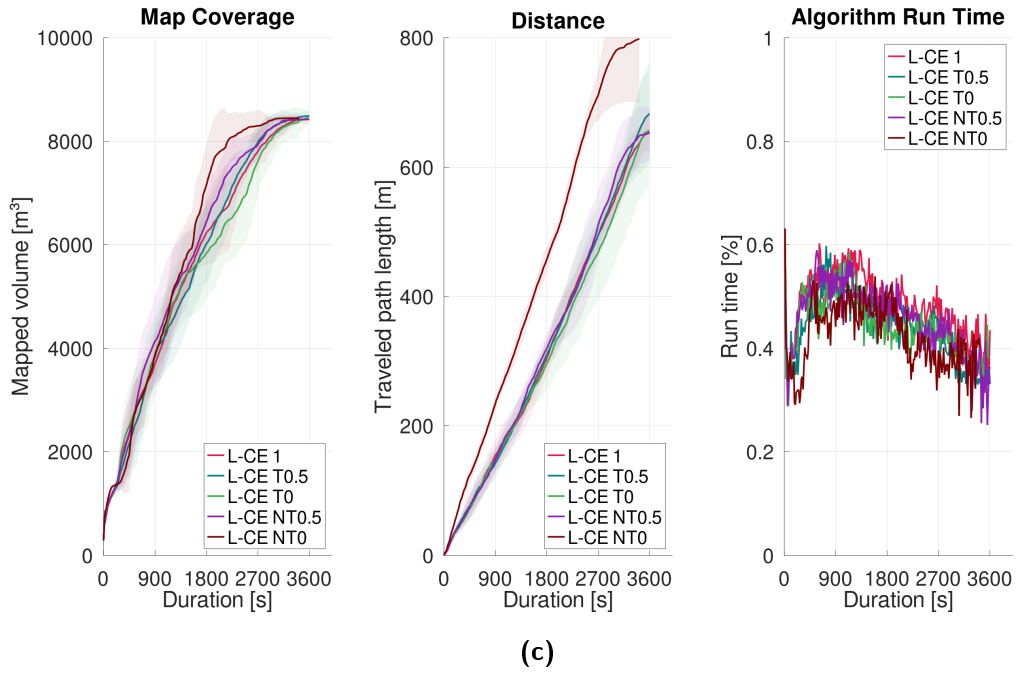 Map Coverage
Mapped volume [m³]
10000
8000
6000
4000
2000
0
L-CE 1
L-CE T0.5
L-CE T0
L-CE NT0.5
L-CE NT0
0 900 1800 2700 3600
Duration [s]
Distance
Traveled path length [m]
800
600
400
200
0
L-CE 1
L-CE T0.5
L-CE T0
L-CE NT0.5
L-CE NT0
0 900 1800 2700 3600
Duration [s]
Algorithm Run Time
Run time [%]
1
0.8
0.6
0.4
0.2
0
L-CE 1
L-CE T0.5
L-CE T0
L-CE NT0.5
L-CE NT0
0 900 1800 2700 3600
Duration [s]
(c)